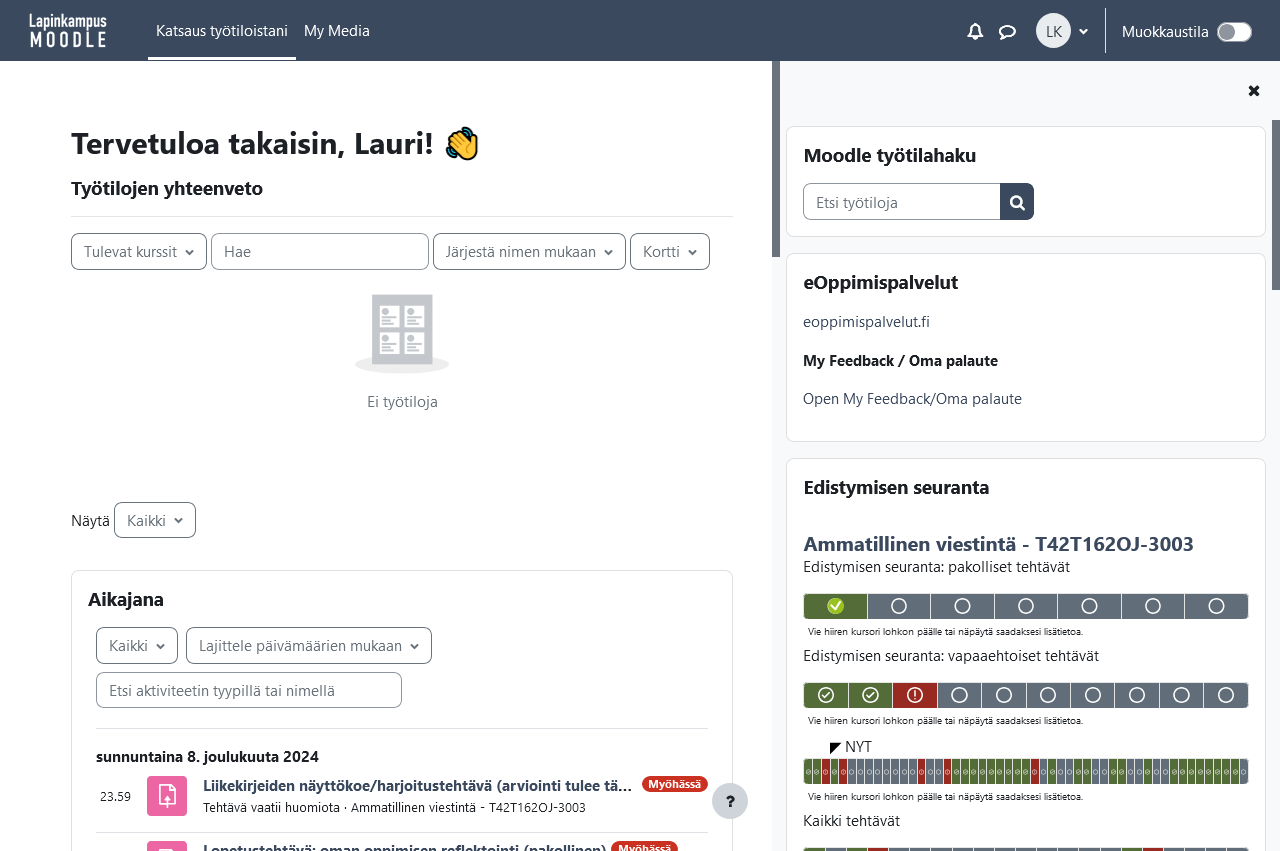 Lapinkampus
MOODLE
Katsaus työtiloistani
My Media
LK
Muokkaustila
Tervetuloa takaisin, Lauri!
Työtilojen yhteenveto
Tulevat kurssit
Hae
Järjestä nimen mukaan
Kortti
Ei työtiloja
Näytä Kaikki
Aikajana
Kaikki
Lajittele päivämäärien mukaan
Etsi aktiviteetin tyypillä tai nimellä
sunnuntaina 8. joulukuuta 2024
23.59
Liikekirjeiden näyttökoe/harjoitustehtävä (arviointi tulee tä...
Myöhässä
Tehtävä vaatii huomiota · Ammatillinen viestintä - T42T162OJ-3003
Lopetustehtävä: oman oppimisen reflektointi (pakollinen)
Myöhässä
?
Moodle työtilahaku
Etsi työtiloja
eOppimispalvelut
eoppimispalvelut.fi
My Feedback / Oma palaute
Open My Feedback/Oma palaute
Edistymisen seuranta
Ammatillinen viestintä - T42T162OJ-3003
Edistymisen seuranta: pakolliset tehtävät
Vie hiiren kursori lohkon päälle tai näpäytä saadaksesi lisätietoa.
Edistymisen seuranta: vapaaehtoiset tehtävät
Vie hiiren kursori lohkon päälle tai näpäytä saadaksesi lisätietoa.
NYT
Vie hiiren kursori lohkon päälle tai näpäytä saadaksesi lisätietoa.
Kaikki tehtävät